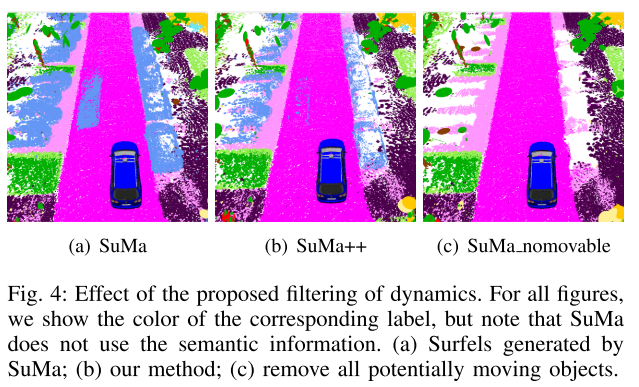 (a) SuMa
(b) SuMa++
(c) SuMa_nomovable
Fig. 4: Effect of the proposed filtering of dynamics. For all figures,
we show the color of the corresponding label, but note that SuMa
does not use the semantic information. (a) Surfels generated by
SuMa; (b) our method; (c) remove all potentially moving objects.